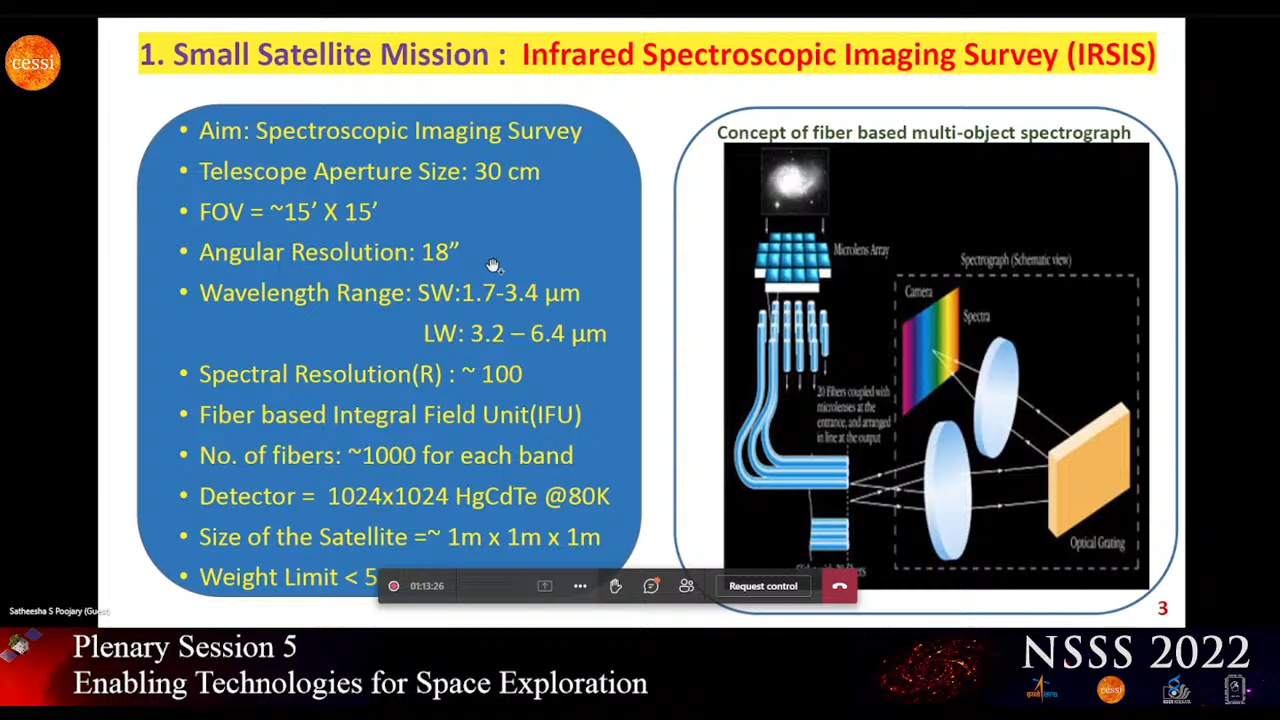 cessi
1. Small Satellite Mission : Infrared Spectroscopic Imaging Survey (IRSIS)
• Aim: Spectroscopic Imaging Survey
• Telescope Aperture Size: 30 cm
• FOV = ~15’ X 15’
• Angular Resolution: 18”
• Wavelength Range: SW:1.7-3.4 µm
LW: 3.2 – 6.4 µm
• Spectral Resolution(R) : ~ 100
• Fiber based Integral Field Unit(IFU)
• No. of fibers: ~1000 for each band
• Detector = 1024x1024 HgCdTe @80K
• Size of the Satellite =~ 1m x 1m x 1m
• Weight Limit < 5
Concept of fiber based multi-object spectrograph
Microlens Array
Spectrograph (Schematic view)
Camera
Spectra
20 Fibers coupled with
microlenses at the
entrance, and arranged
in line at the output
Optical Grating
01:13:26
Request control
3
Satheesha S Poojary (Guest)
Plenary Session 5
Enabling Technologies for Space Exploration
NSSS 2022
cessi